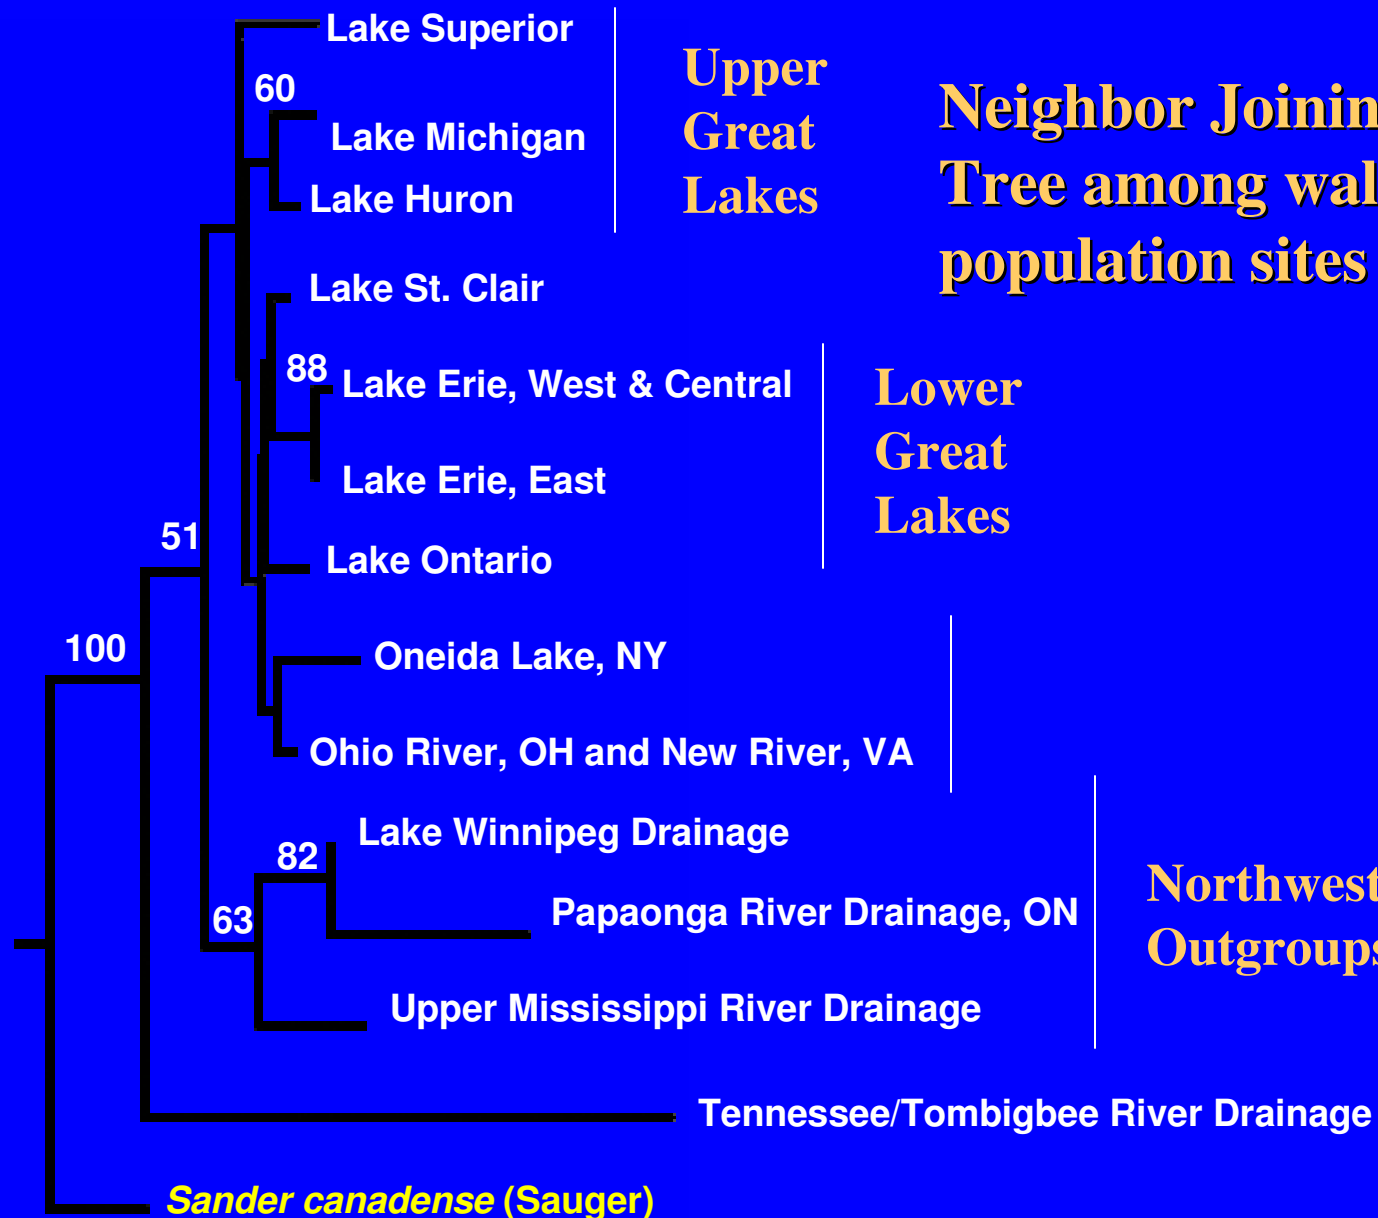 Lake Superior
60
Lake Michigan
Lake Huron
Upper
Great
Lakes
Neighbor Joinin
Tree among wal
population sites
Lake St. Clair
88
Lake Erie, West & Central
Lake Erie, East
Lake Ontario
Lower
Great
Lakes
51
100
Oneida Lake, NY
Ohio River, OH and New River, VA
Lake Winnipeg Drainage
82
Papaonga River Drainage, ON
63
Upper Mississippi River Drainage
Northwest
Outgroups
Tennessee/Tombigbee River Drainage
Sander canadense (Sauger)